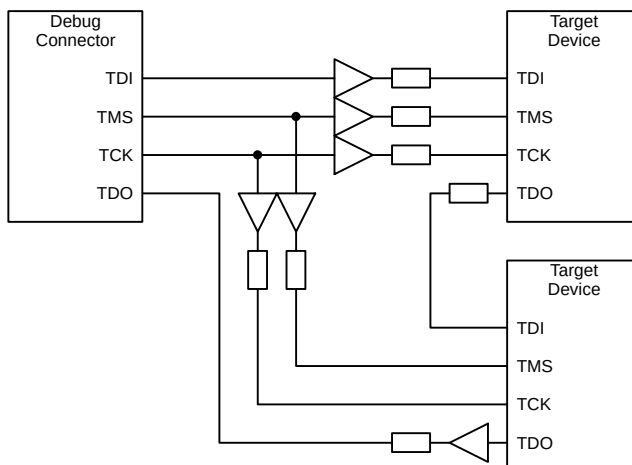 Debug
Connector
TDI
TMS
TCK
TDO
Target
Device
TDI
TMS
TCK
TDO
Target
Device
TDI
TMS
TCK
TDO